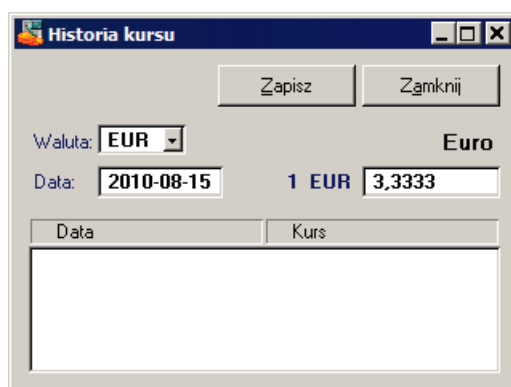 Historia kursu
Zapisz Zamknij
Waluta: EUR Euro
Data: 2010-08-15 1 EUR 3,3333
Data Kurs